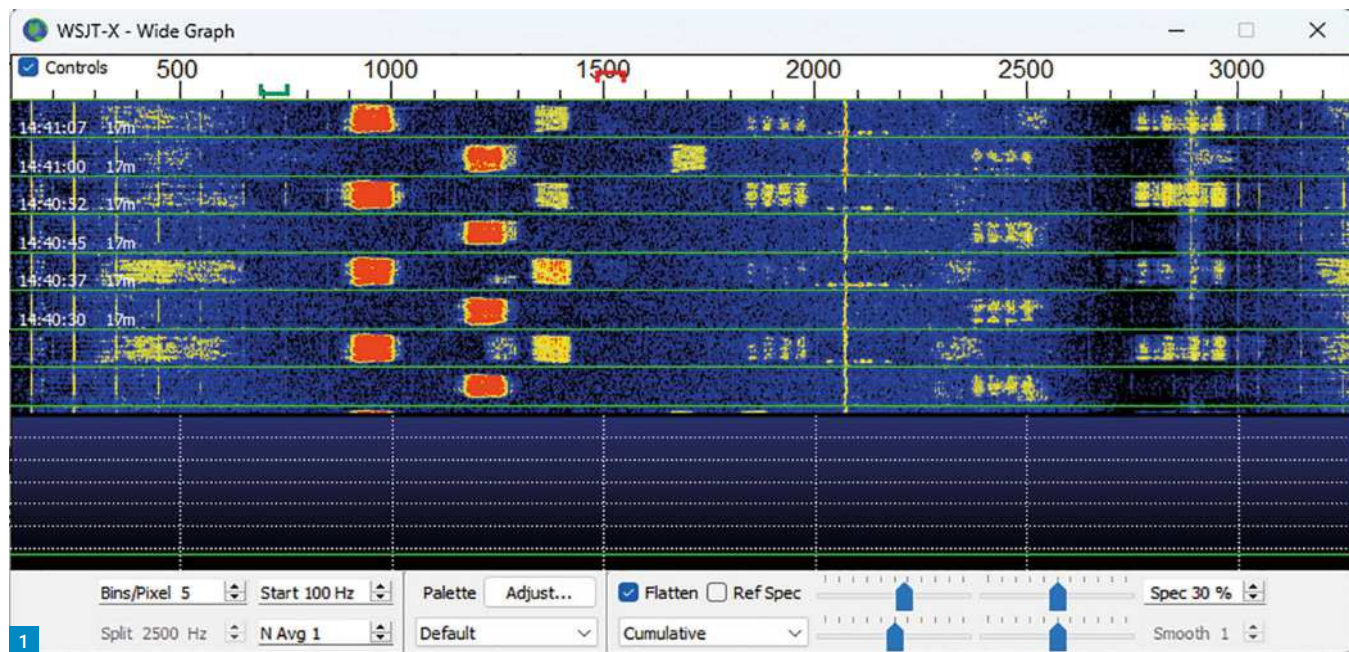 WSJT-X - Wide Graph
Controls 500 1000 1500 2000 2500 3000
14:41:07 17m
14:41:00 17m
14:40:52 17m
14:40:45 17m
14:40:37 17m
14:40:30 17m
Bins/Pixel 5 Start 100 Hz Palette Adjust... Flatten Ref Spec Spec 30 %
Split 2500 Hz N Avg 1 Default Cumulative Smooth 1
1